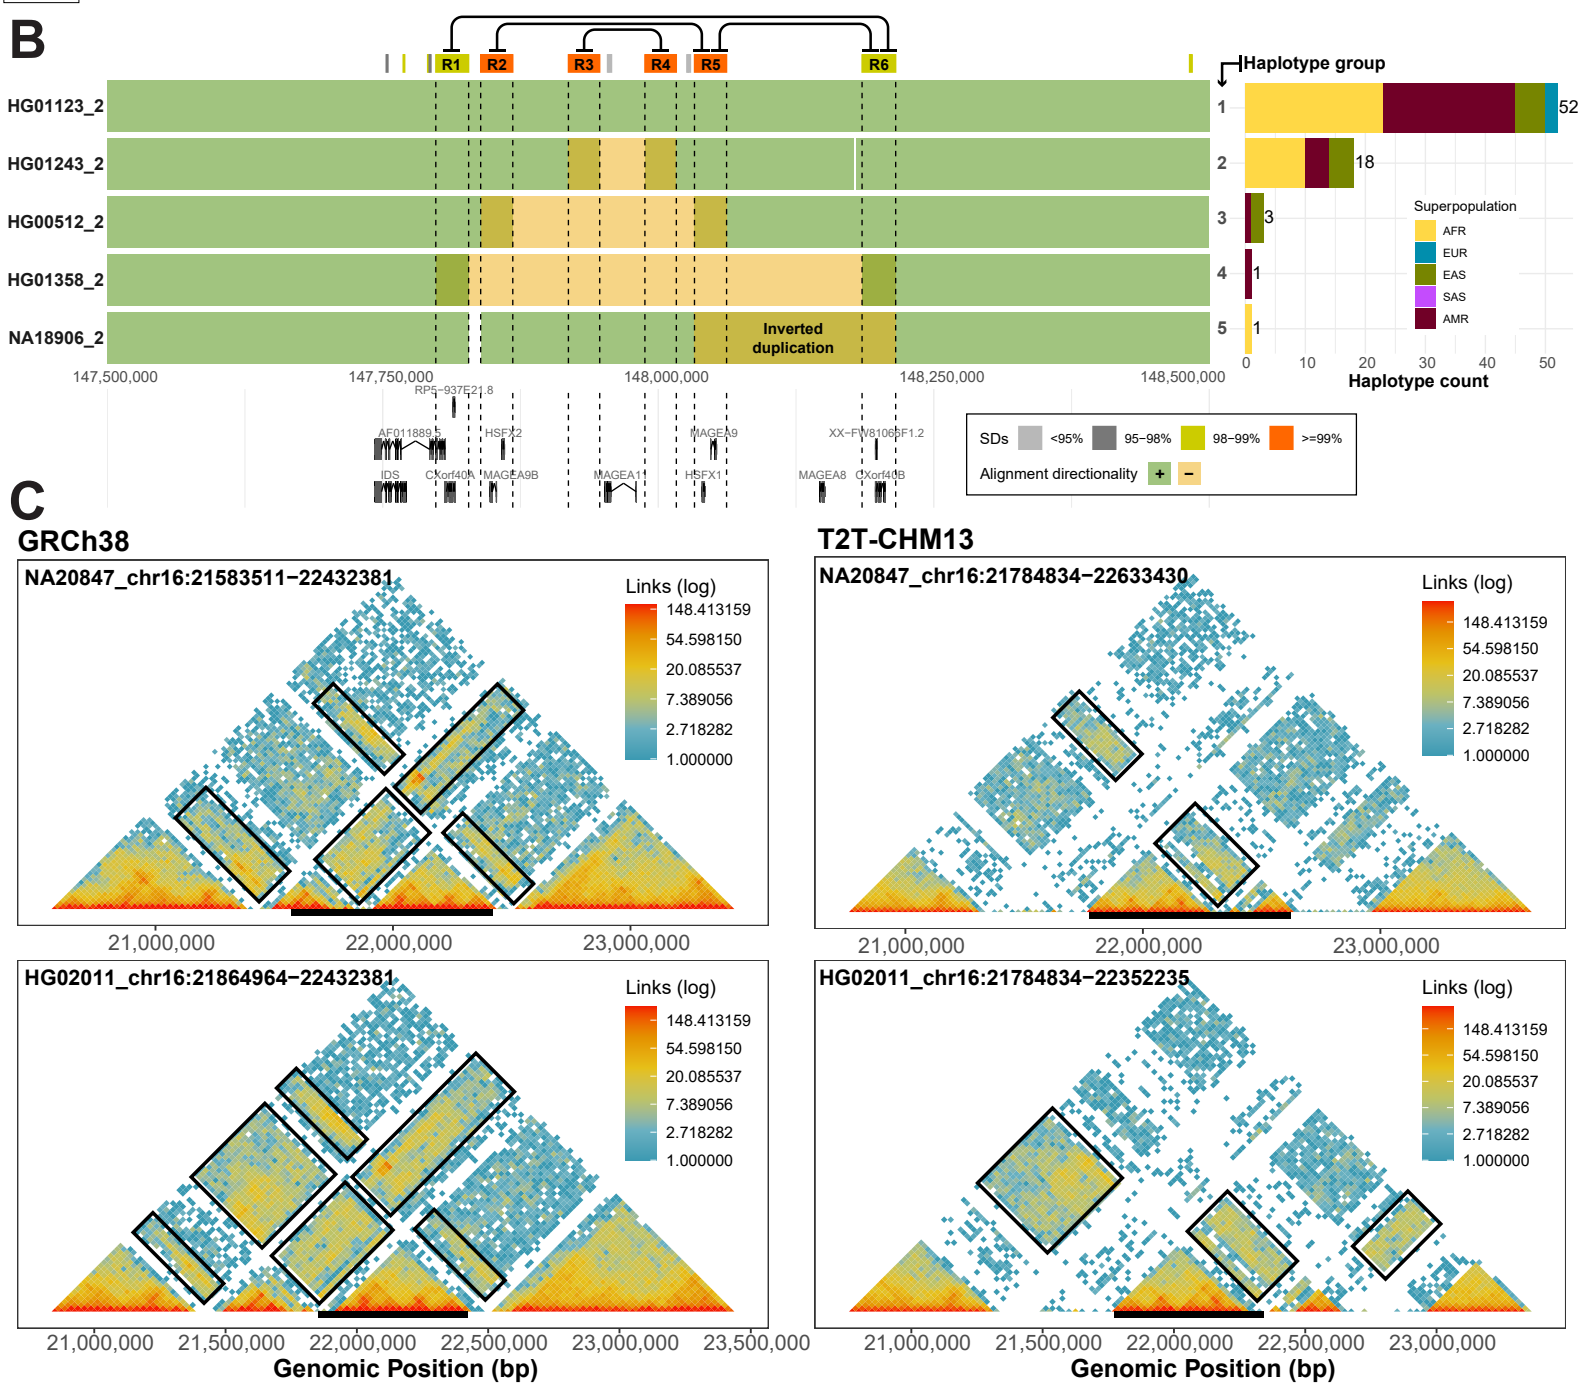 B
R1 R2 R3 R4 R5 R6
Haplotype group
HG01123_2
1
52
HG01243_2
2
18
HG00512_2
3
3
Superpopulation
AFR
EUR
EAS
SAS
AMR
HG01358_2
4
1
NA18906_2
Inverted
duplication
5
1
147,500,000 147,750,000 148,000,000 148,250,000 148,500,000
0 10 20 30 40 50
Haplotype count
RP5−937E21.8
AF011889.5 HSFX2 MAGEA9 XX−FW81066F1.2
IDS CXorf40A MAGEA9B MAGEA11 HSFX1 MAGEA8 CXorf40B
SDs <95% 95−98% 98−99% >=99%
Alignment directionality + −
C
GRCh38
NA20847_chr16:21583511−22432381
Links (log)
148.413159
54.598150
20.085537
7.389056
2.718282
1.000000
21,000,000 22,000,000 23,000,000
T2T-CHM13
NA20847_chr16:21784834−22633430
Links (log)
148.413159
54.598150
20.085537
7.389056
2.718282
1.000000
21,000,000 22,000,000 23,000,000
HG02011_chr16:21864964−22432381
Links (log)
148.413159
54.598150
20.085537
7.389056
2.718282
1.000000
21,000,000 21,500,000 22,000,000 22,500,000 23,000,000 23,500,000
Genomic Position (bp)
HG02011_chr16:21784834−22352235
Links (log)
148.413159
54.598150
20.085537
7.389056
2.718282
1.000000
21,000,000 21,500,000 22,000,000 22,500,000 23,000,000
Genomic Position (bp)